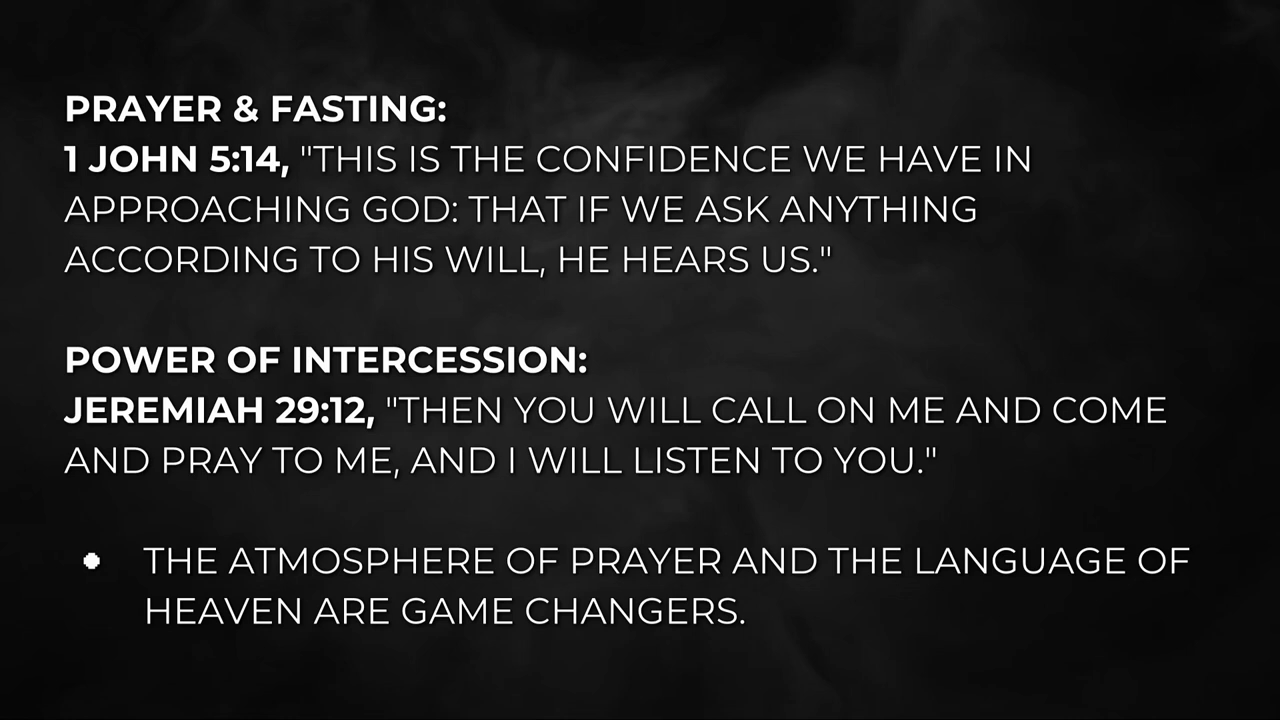 PRAYER & FASTING:
1 JOHN 5:14, "THIS IS THE CONFIDENCE WE HAVE IN
APPROACHING GOD: THAT IF WE ASK ANYTHING
ACCORDING TO HIS WILL, HE HEARS US."
POWER OF INTERCESSION:
JEREMIAH 29:12, "THEN YOU WILL CALL ON ME AND COME
AND PRAY TO ME, AND I WILL LISTEN TO YOU."
• THE ATMOSPHERE OF PRAYER AND THE LANGUAGE OF
HEAVEN ARE GAME CHANGERS.